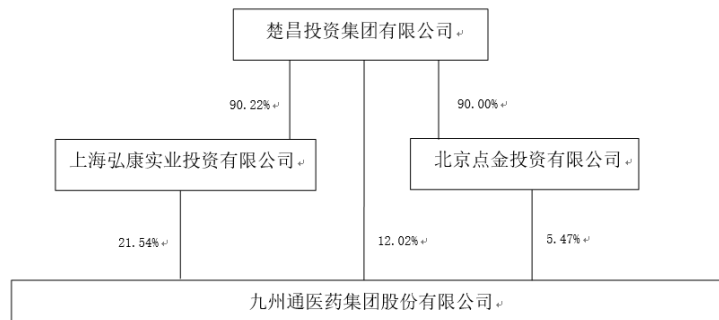 楚昌投资集团有限公司
90.22%
90.00%
上海弘康实业投资有限公司
北京点金投资有限公司
21.54%
12.02%
5.47%
九州通医药集团股份有限公司